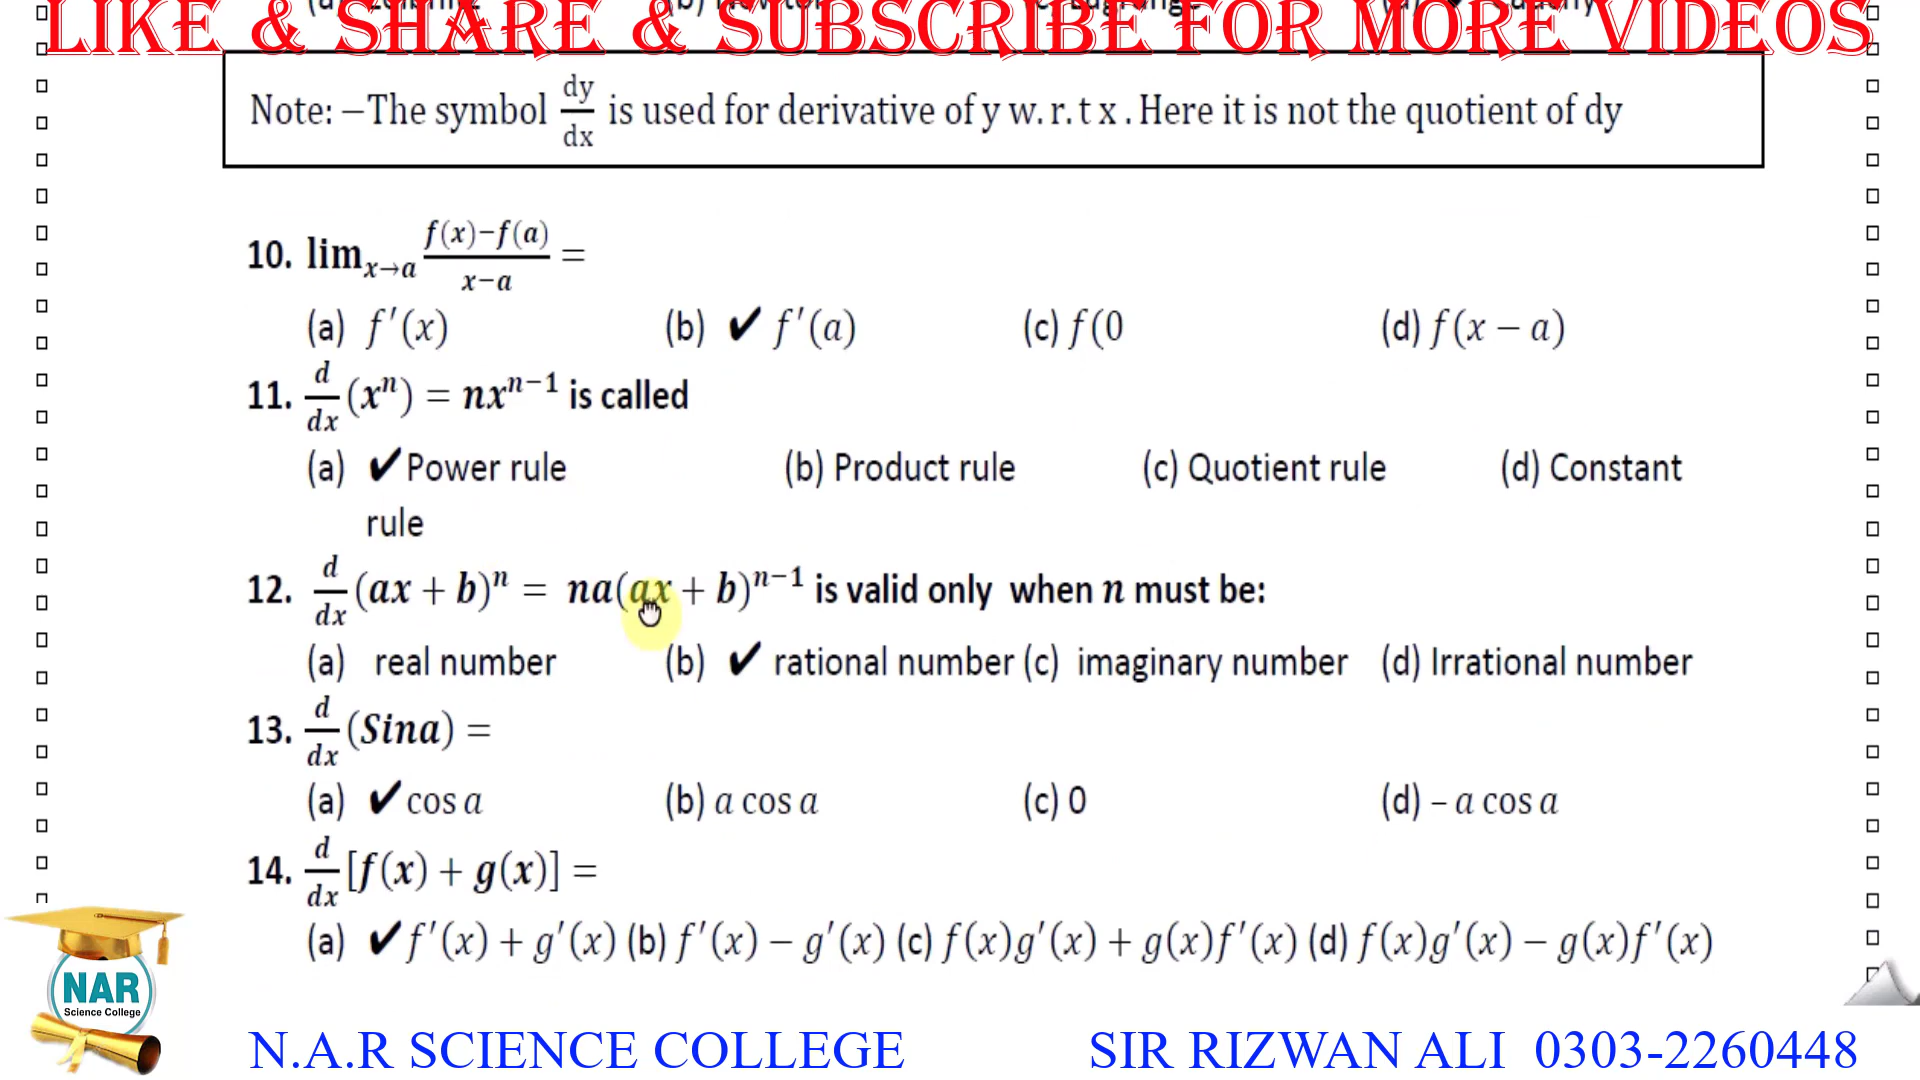 LIKE & SHARE & SUBSCRIBE FOR MORE VIDEOS
Note: −The symbol dy/dx is used for derivative of y w. r. t x . Here it is not the quotient of dy
10. lim x→a f(x)−f(a)/x−a =
(a) f′(x) (b) ✔ f′(a) (c) f(0 (d) f(x − a)
11. d/dx (xⁿ) = nxⁿ⁻¹ is called
(a) ✔Power rule (b) Product rule (c) Quotient rule (d) Constant
rule
12. d/dx (ax + b)ⁿ = na(ax + b)ⁿ⁻¹ is valid only when n must be:
(a) real number (b) ✔ rational number (c) imaginary number (d) Irrational number
13. d/dx (Sina) =
(a) ✔cos a (b) a cos a (c) 0 (d) – a cos a
14. d/dx [f(x) + g(x)] =
(a) ✔f′(x) + g′(x) (b) f′(x) − g′(x) (c) f(x)g′(x) + g(x)f′(x) (d) f(x)g′(x) − g(x)f′(x)
NAR
Science College
N.A.R SCIENCE COLLEGE SIR RIZWAN ALI 0303-2260448